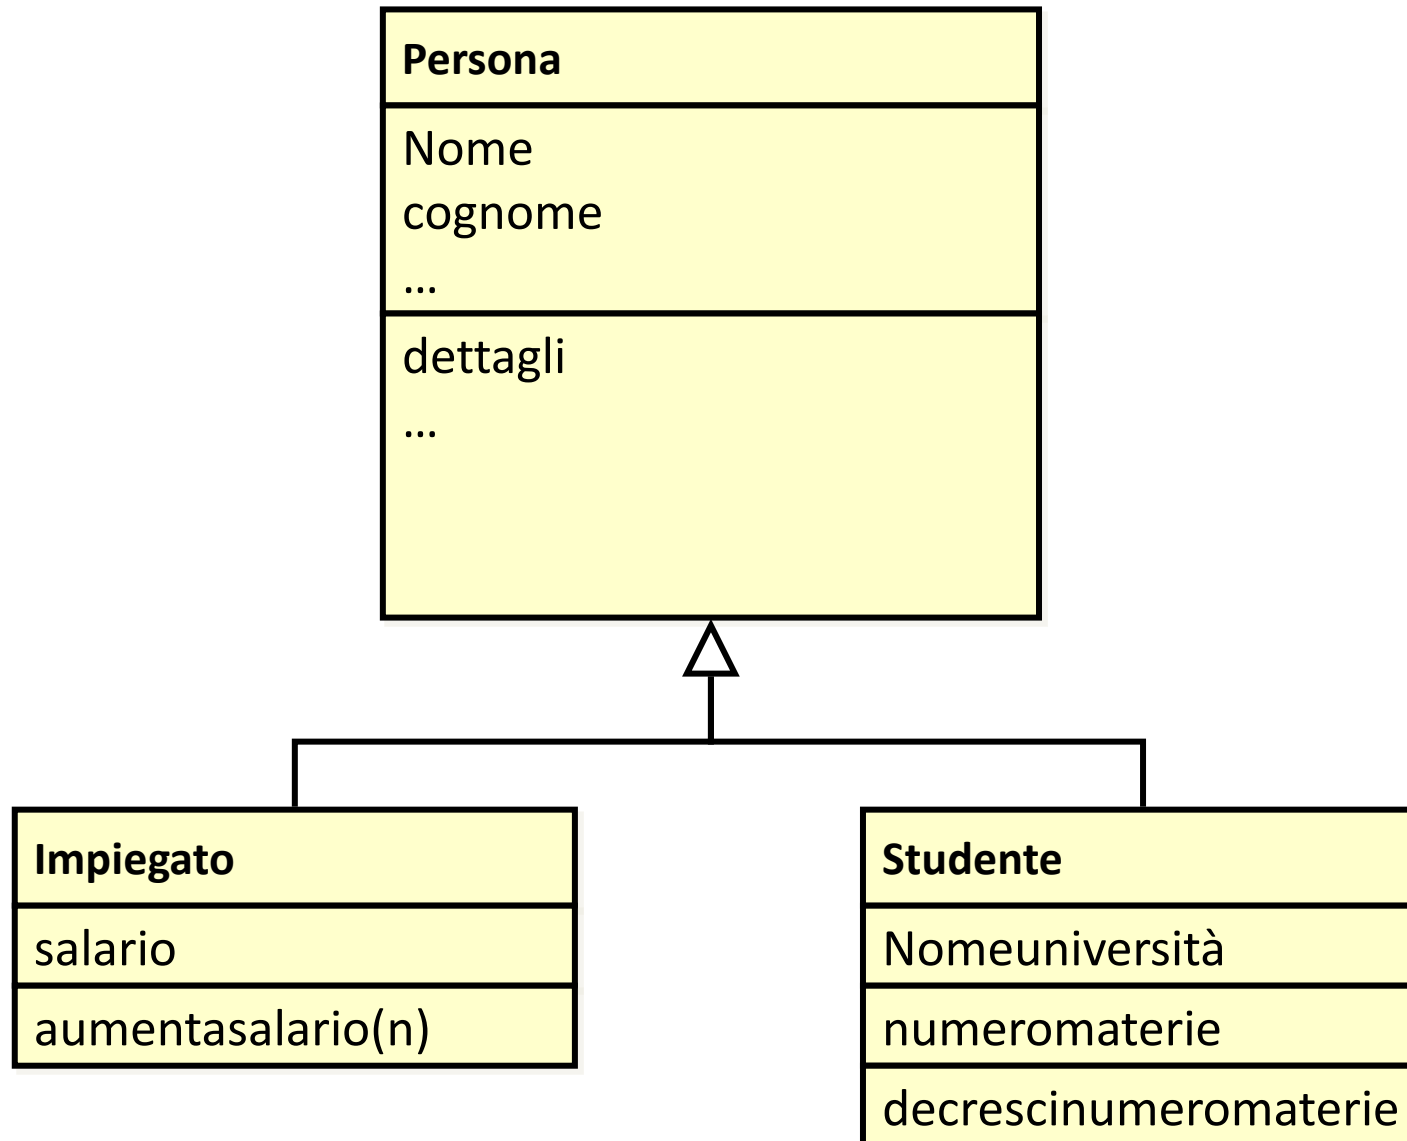 Persona
Nome
cognome
...
dettagli
...
Impiegato
salario
aumentasalario(n)
Studente
Nomeuniversità
numeromaterie
decrescinumeromaterie